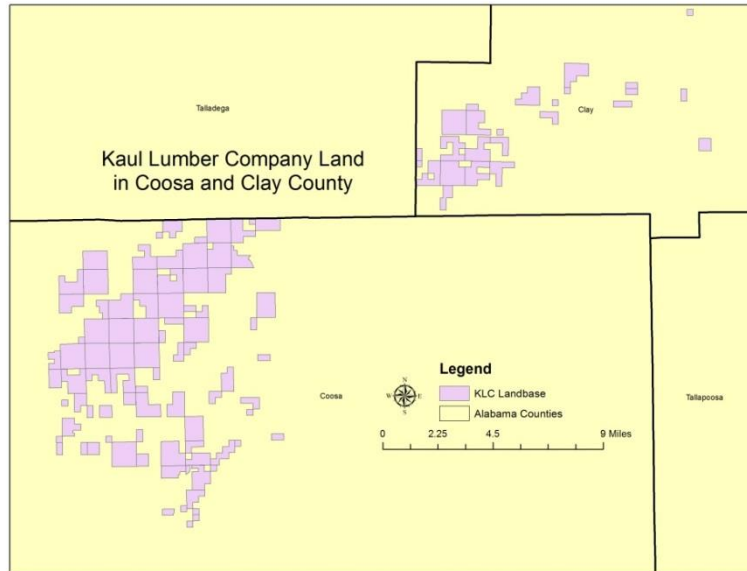 Talladega
Clay
Kaul Lumber Company Land
in Coosa and Clay County
Legend
KLC Landbase
Alabama Counties
Coosa
N
W E
S
Tallapoosa
0 2.25 4.5 9 Miles